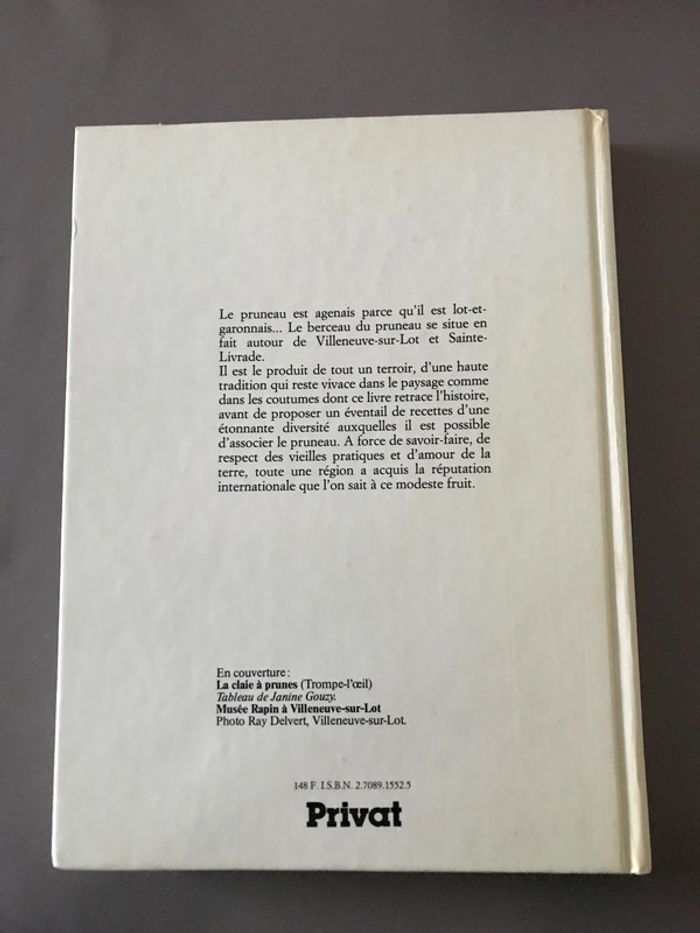 Le pruneau est agenais parce qu'il est lot-et-
garonnais... Le berceau du pruneau se situe en
fait autour de Villeneuve-sur-Lot et Sainte-
Livrade.
Il est le produit de tout un terroir, d'une haute
tradition qui reste vivace dans le paysage comme
dans les coutumes dont ce livre retrace l'histoire,
avant de proposer un éventail de recettes d'une
étonnante diversité auxquelles il est possible
d'associer le pruneau. A force de savoir-faire, de
respect des vieilles pratiques et d'amour de la
terre, toute une région a acquis la réputation
internationale que l'on sait à ce modeste fruit.
En couverture :
La claie à prunes (Trompe-l'œil)
Tableau de Janine Gouzy.
Musée Rapin à Villeneuve-sur-Lot
Photo Ray Delvert, Villeneuve-sur-Lot.
148 F. I.S.B.N. 2.7089.1552.5
Privat